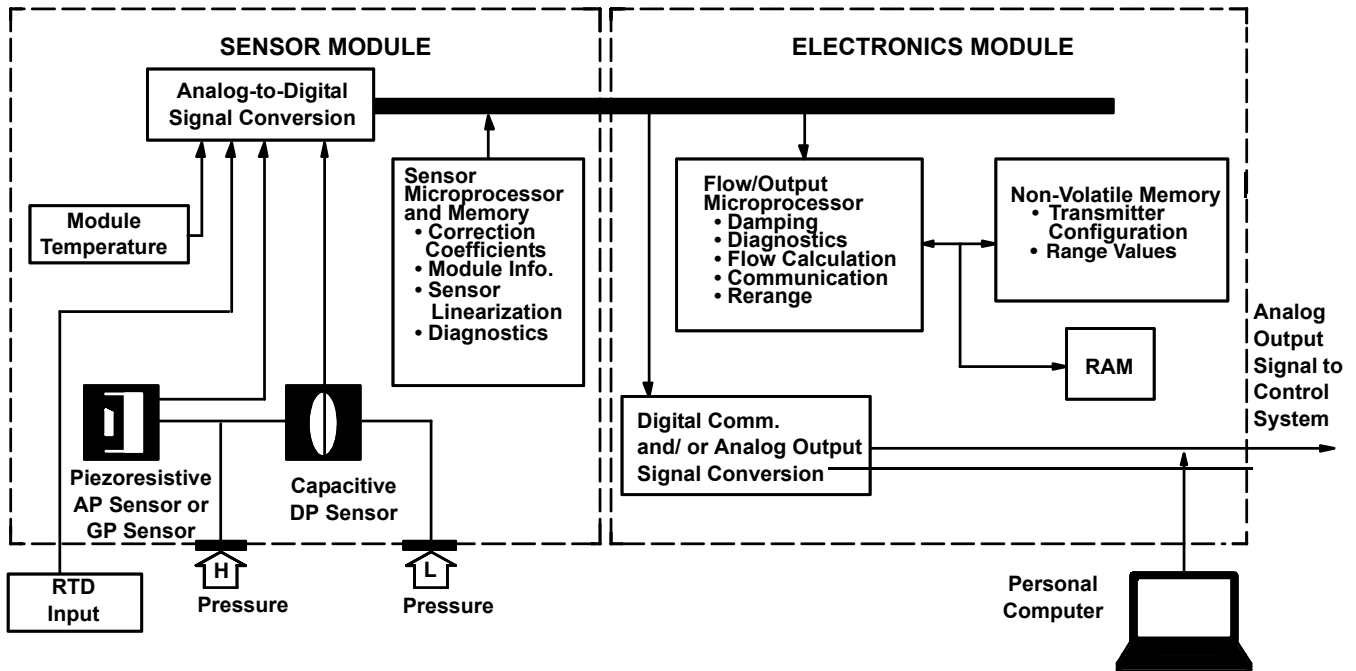 SENSOR MODULE
Analog-to-Digital
Signal Conversion
Module
Temperature
Sensor
Microprocessor
and Memory
• Correction
Coefficients
• Module Info.
• Sensor
Linearization
• Diagnostics
Piezoresistive
AP Sensor or
GP Sensor
Capacitive
DP Sensor
RTD
Input
H
Pressure
L
Pressure
ELECTRONICS MODULE
Flow/Output
Microprocessor
• Damping
• Diagnostics
• Flow Calculation
• Communication
• Rerange
Non-Volatile Memory
• Transmitter
Configuration
• Range Values
RAM
Digital Comm.
and/ or Analog Output
Signal Conversion
Analog
Output
Signal to
Control
System
Personal
Computer